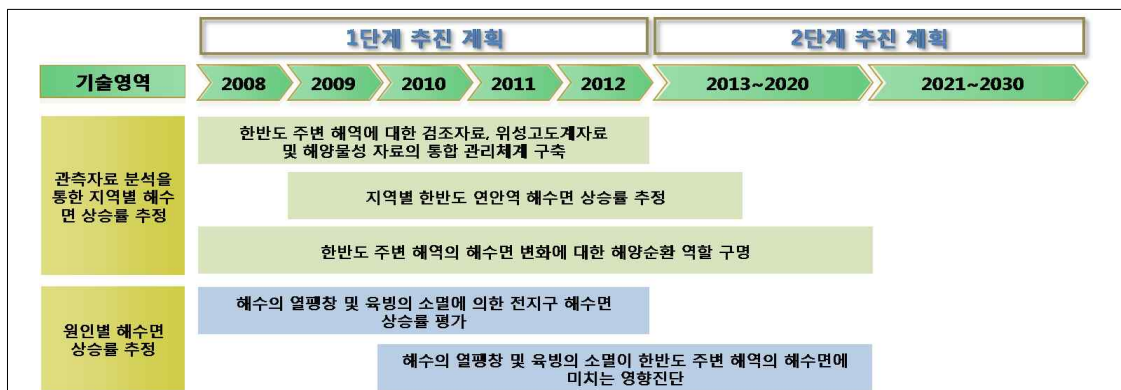 1단계 추진 계획
2단계 추진 계획
기술영역
2008
2009
2010
2011
2012
2013~2020
2021~2030
관측자료 분석을
통한 지역별 해수
면 상승률 추정
한반도 주변 해역에 대한 검조자료, 위성고도계자료
및 해양물성 자료의 통합 관리체계 구축
지역별 한반도 연안역 해수면 상승률 추정
한반도 주변 해역의 해수면 변화에 대한 해양순환 역할 구명
원인별 해수면
상승률 추정
해수의 열팽창 및 육빙의 소멸에 의한 전지구 해수면
상승률 평가
해수의 열팽창 및 육빙의 소멸이 한반도 주변 해역의 해수면에
미치는 영향진단